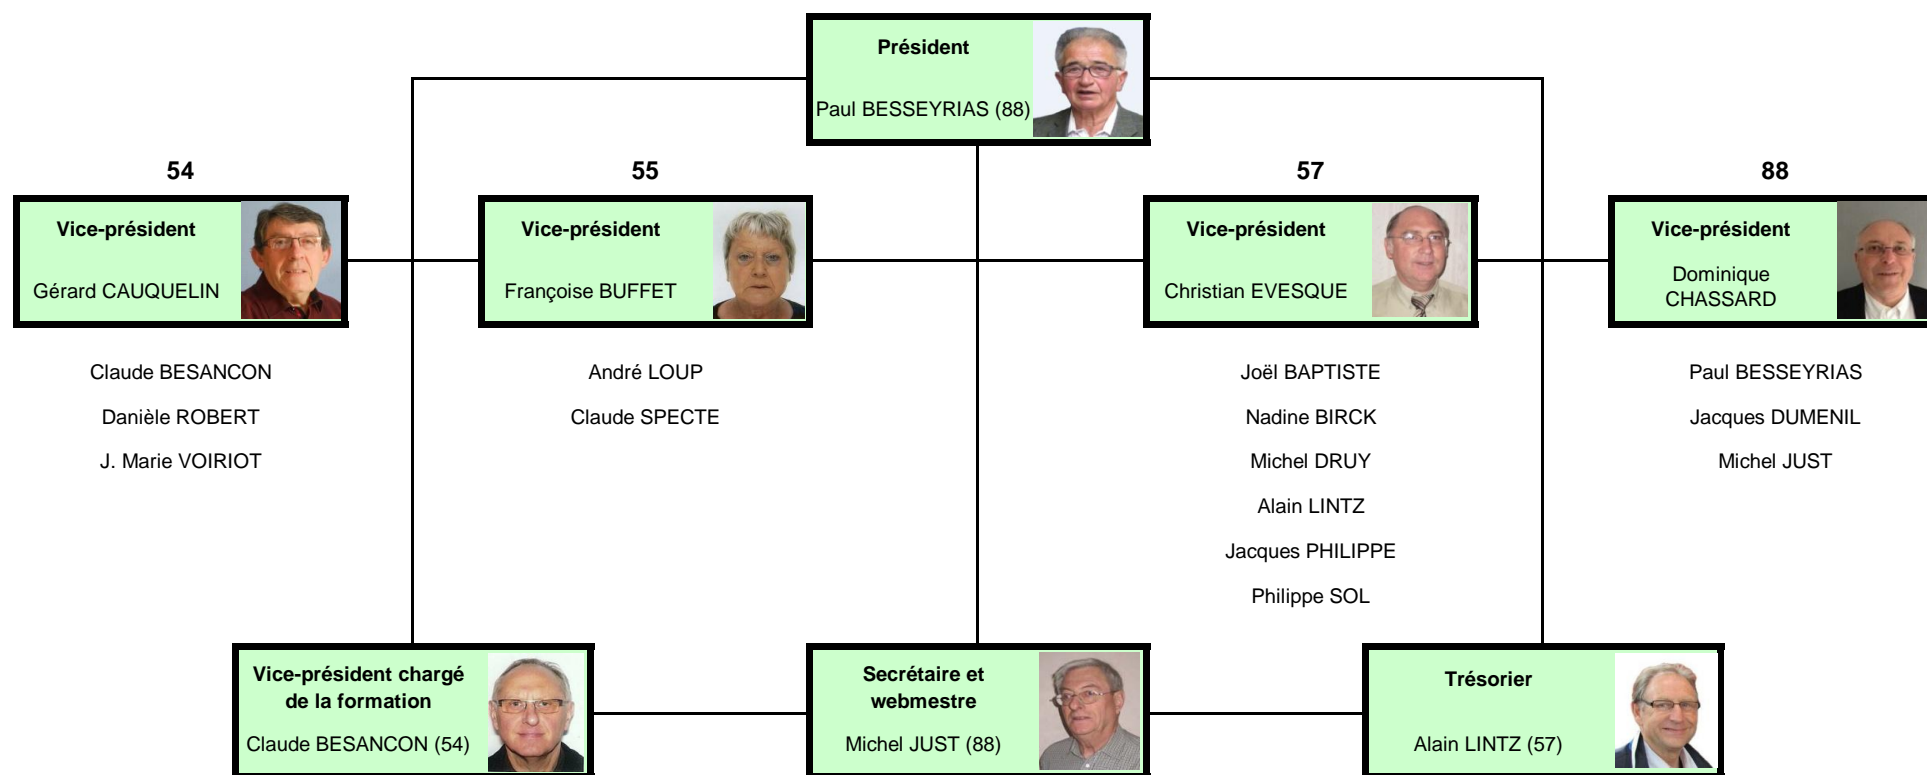 Président
Paul BESSEYRIAS (88)
54
55
57
88
Vice-président
Gérard CAUQUELIN
Vice-président
Françoise BUFFET
Vice-président
Christian EVESQUE
Vice-président
Dominique
CHASSARD
Claude BESANCON
Danièle ROBERT
J. Marie VOIRIOT
André LOUP
Claude SPECTE
Joël BAPTISTE
Nadine BIRCK
Michel DRUY
Alain LINTZ
Jacques PHILIPPE
Philippe SOL
Paul BESSEYRIAS
Jacques DUMENIL
Michel JUST
Vice-président chargé
de la formation
Claude BESANCON (54)
Secrétaire et
webmestre
Michel JUST (88)
Trésorier
Alain LINTZ (57)